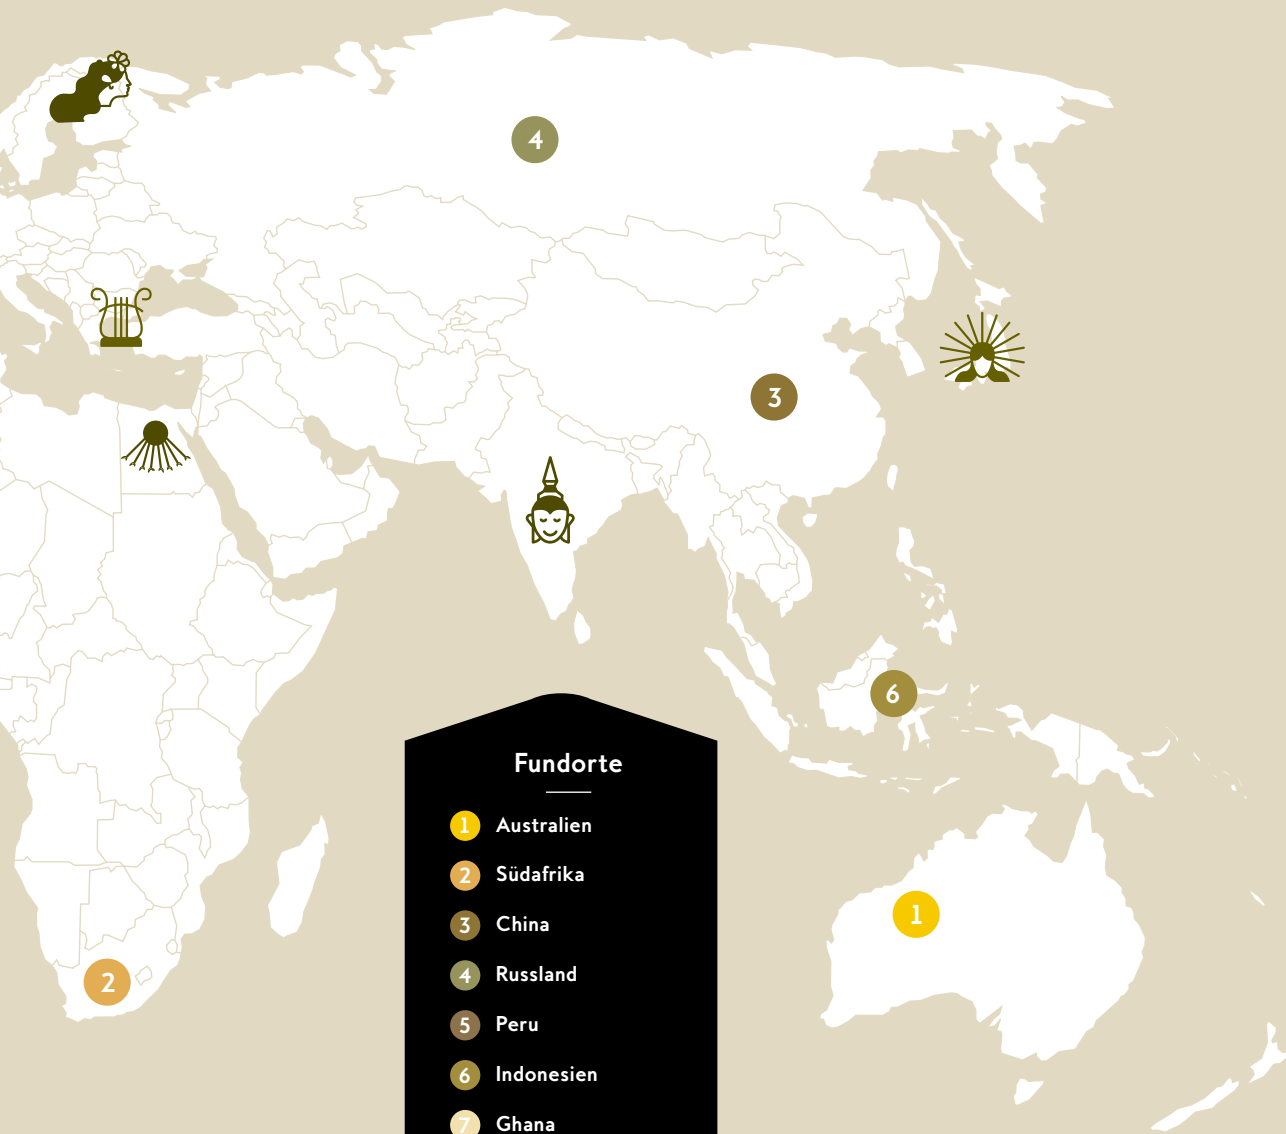 4
3
6
1
2
Fundorte
1 Australien
2 Südafrika
3 China
4 Russland
5 Peru
6 Indonesien
7 Ghana